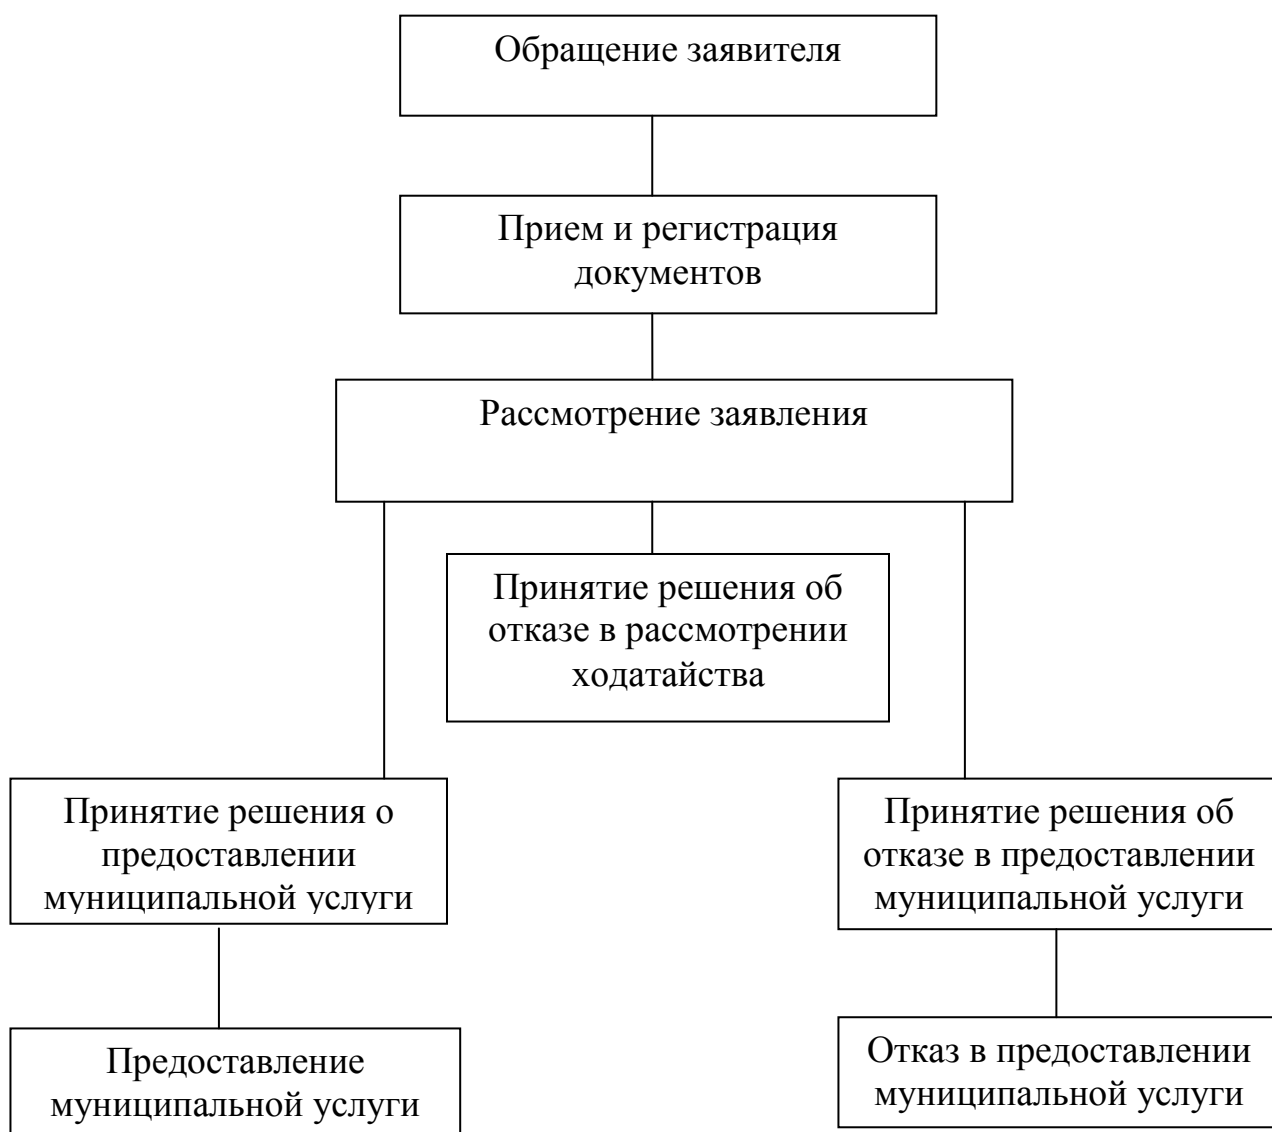 Обращение заявителя
Прием и регистрация
документов
Рассмотрение заявления
Принятие решения об
отказе в рассмотрении
ходатайства
Принятие решения о
предоставлении
муниципальной услуги
Принятие решения об
отказе в предоставлении
муниципальной услуги
Предоставление
муниципальной услуги
Отказ в предоставлении
муниципальной услуги